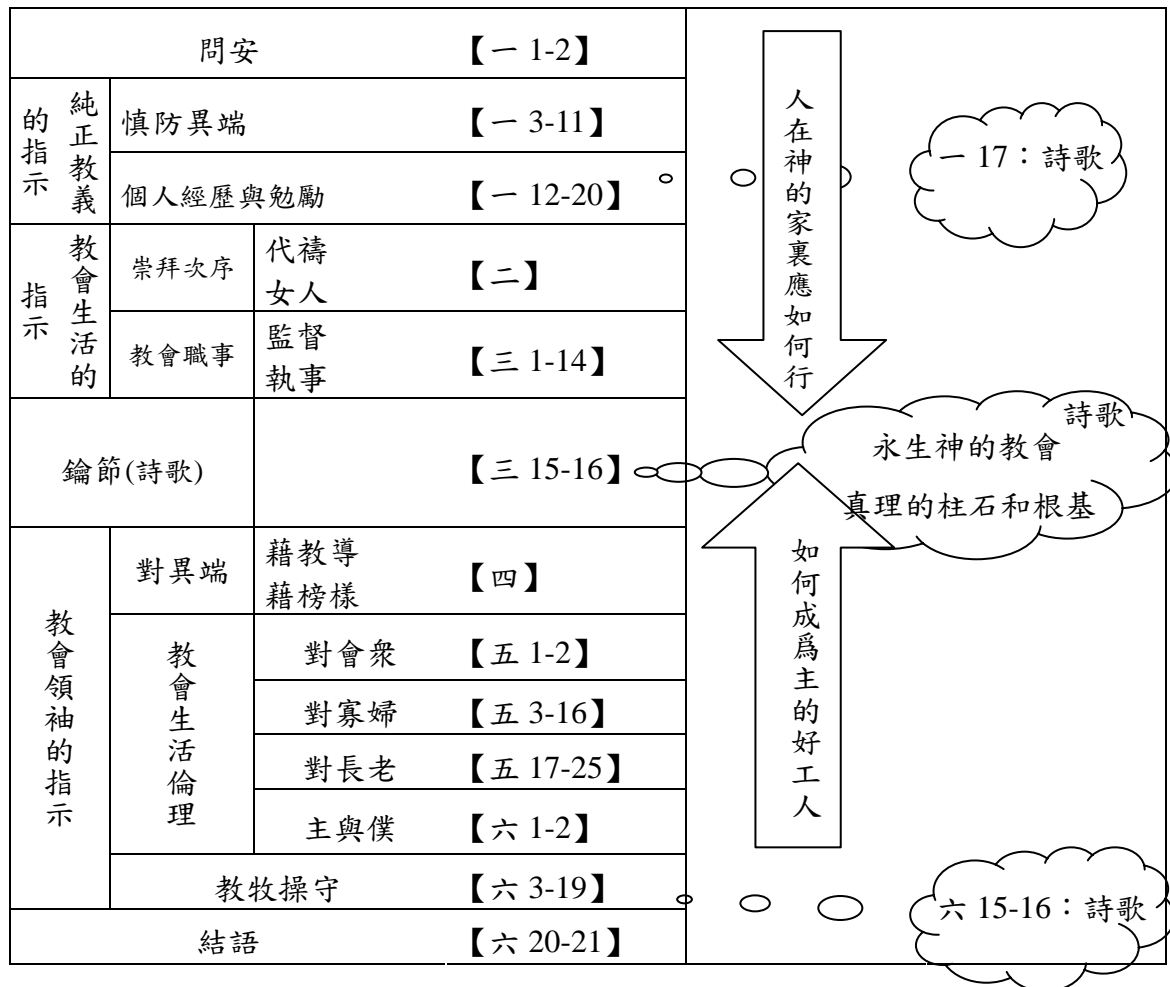 問安 【一 1-2】
純正教義的指示
慎防異端 【一 3-11】
個人經歷與勉勵 【一 12-20】
教會生活的指示
崇拜次序
代禱
女人
【二】
教會職事
監督
執事
【三 1-14】
鑰節(詩歌) 【三 15-16】
教會領袖的指示
對異端
藉教導
藉榜樣
【四】
教會生活倫理
對會衆 【五 1-2】
對寡婦 【五 3-16】
對長老 【五 17-25】
主與僕 【六 1-2】
教牧操守 【六 3-19】
結語 【六 20-21】
人在神的家裏應如何行
一 17：詩歌
詩歌
永生神的教會
真理的柱石和根基
如何成爲主的好工人
六 15-16：詩歌